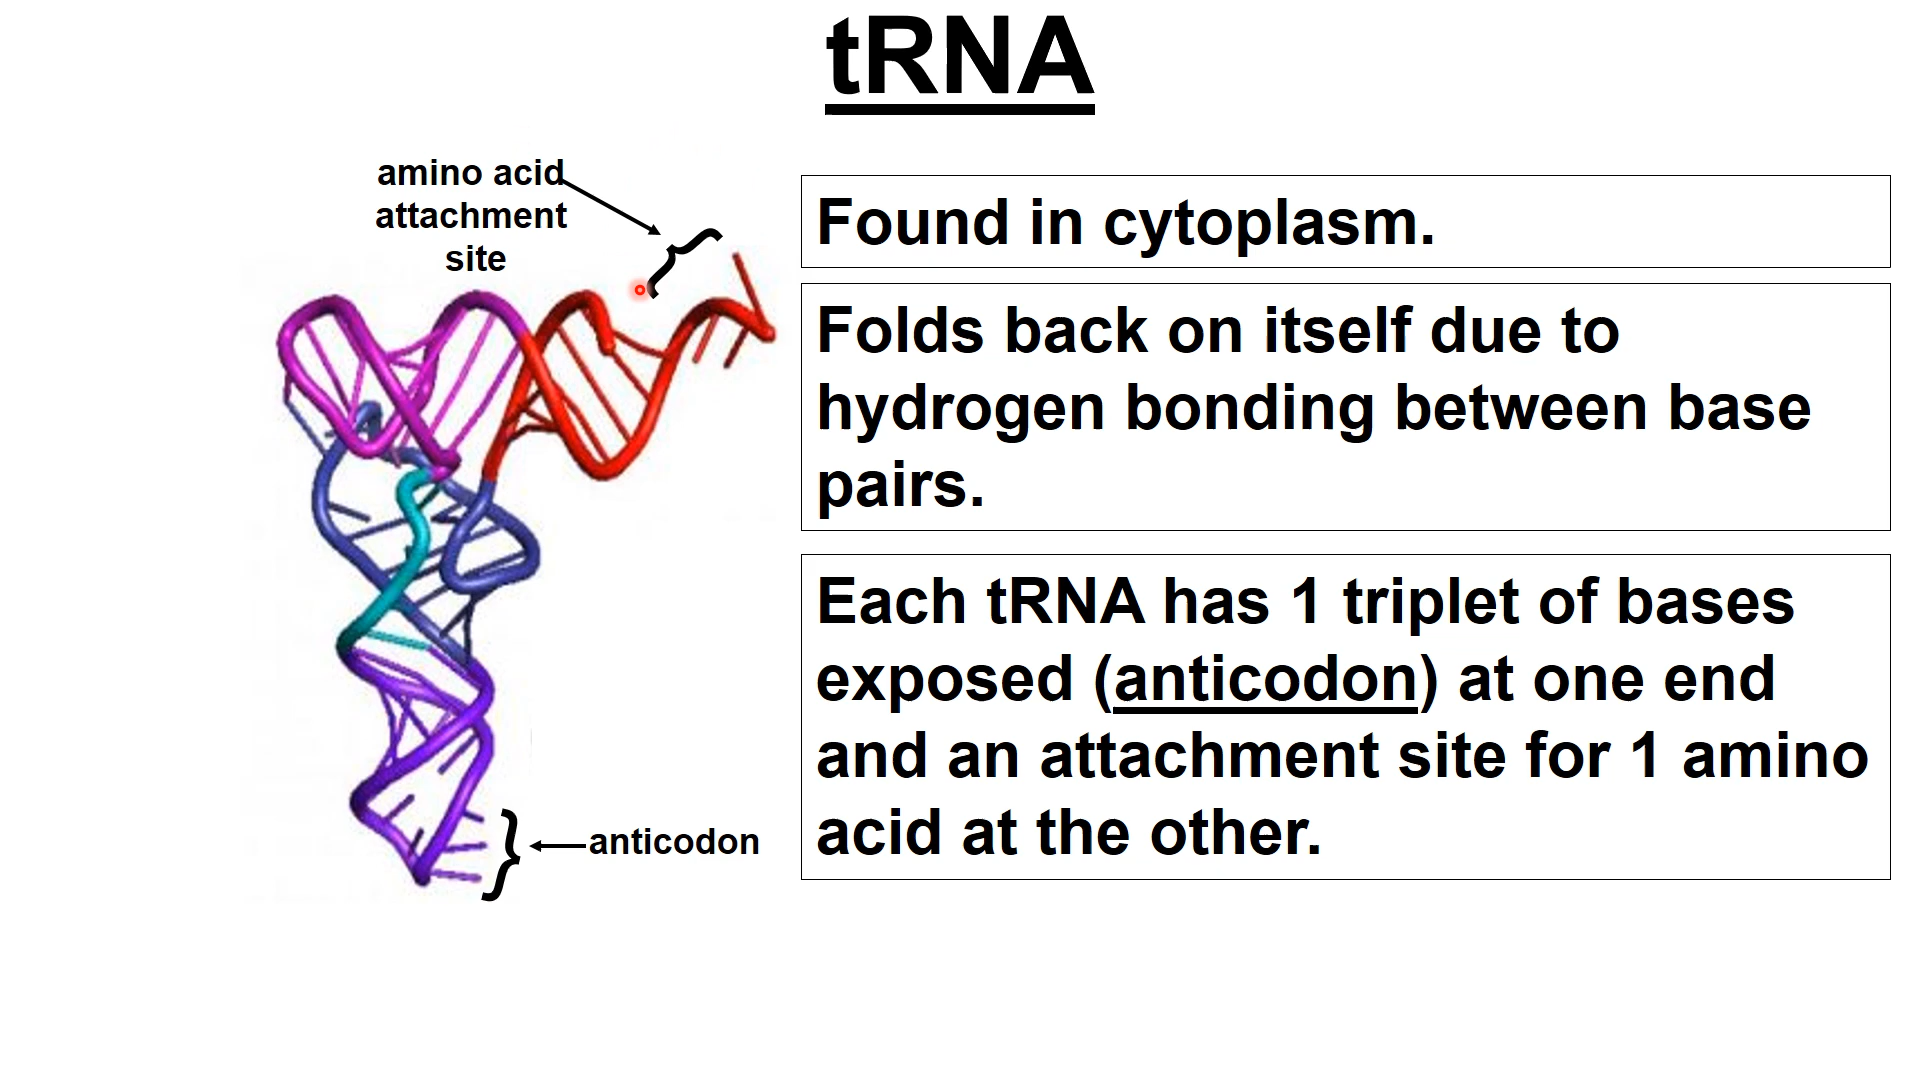 tRNA
amino acid
attachment
site
Found in cytoplasm.
Folds back on itself due to
hydrogen bonding between base
pairs.
Each tRNA has 1 triplet of bases
exposed (anticodon) at one end
and an attachment site for 1 amino
acid at the other.
anticodon